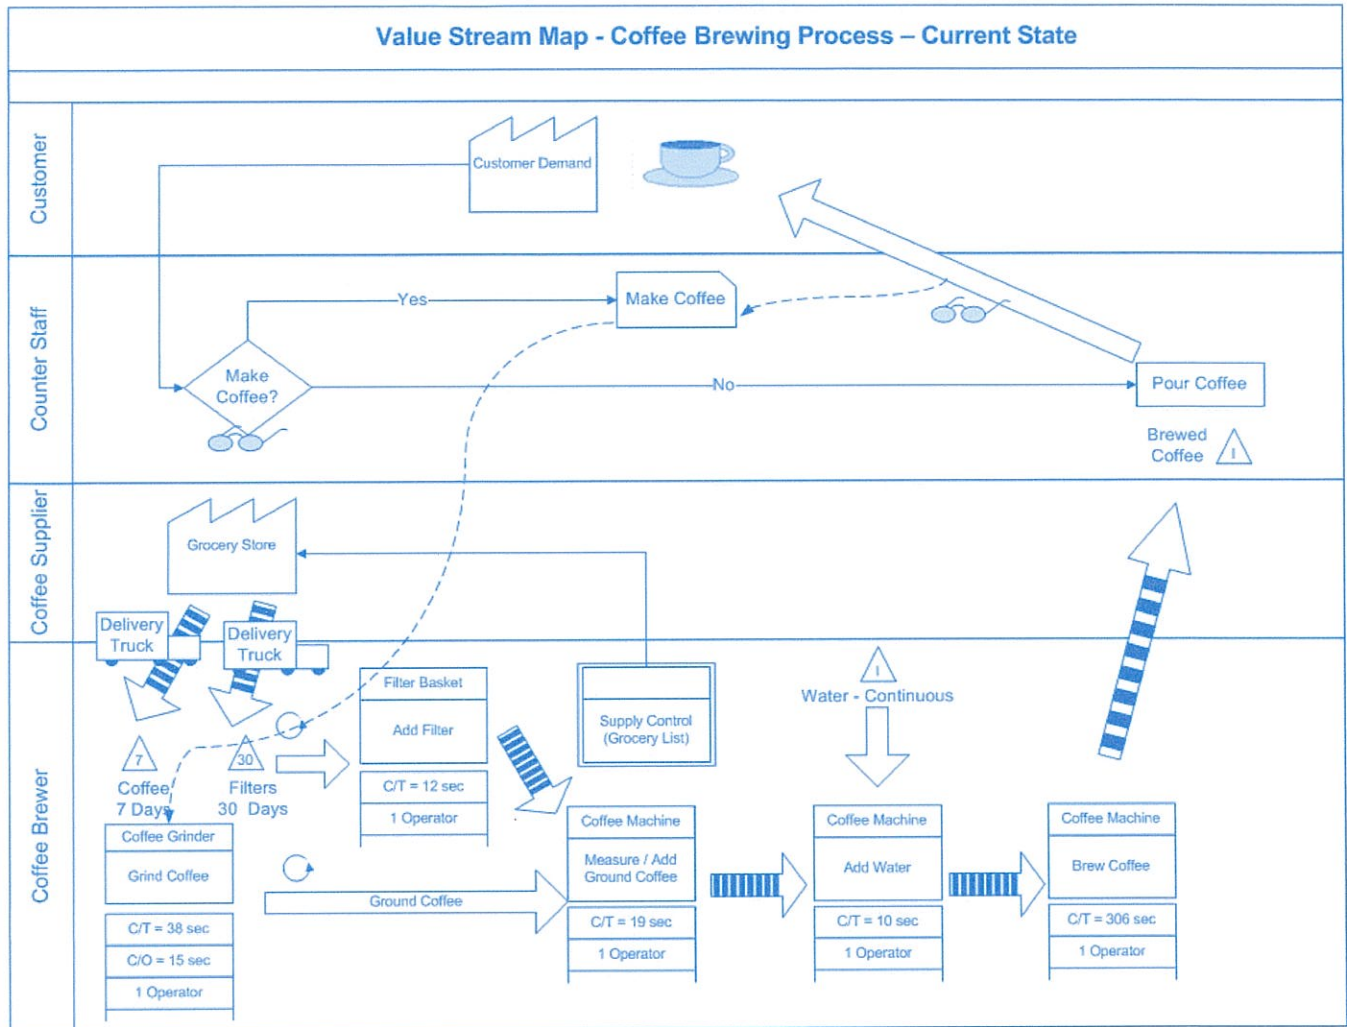 Value Stream Map - Coffee Brewing Process – Current State
Customer
Customer Demand
Counter Staff
Yes
Make Coffee
Make
Coffee?
No
Pour Coffee
Brewed
Coffee
I
Coffee Supplier
Grocery Store
Delivery
Truck
Delivery
Truck
Coffee Brewer
Filter Basket
Add Filter
C/T = 12 sec
1 Operator
Supply Control
(Grocery List)
I
Water - Continuous
7
Coffee
7 Days
30
Filters
30 Days
Coffee Grinder
Grind Coffee
C/T = 38 sec
C/O = 15 sec
1 Operator
Ground Coffee
Coffee Machine
Measure / Add
Ground Coffee
C/T = 19 sec
1 Operator
Coffee Machine
Add Water
C/T = 10 sec
1 Operator
Coffee Machine
Brew Coffee
C/T = 306 sec
1 Operator